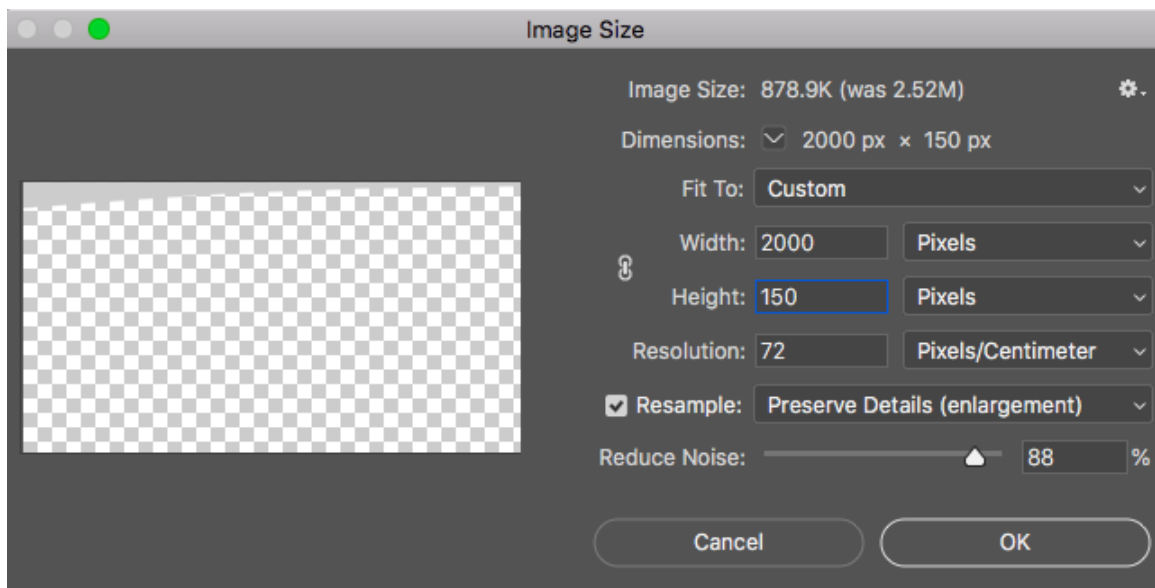 Image Size
Image Size: 878.9K (was 2.52M)
Dimensions: 2000 px × 150 px
Fit To: Custom
Width: 2000 Pixels
Height: 150 Pixels
Resolution: 72 Pixels/Centimeter
Resample: Preserve Details (enlargement)
Reduce Noise: 88 %
Cancel OK